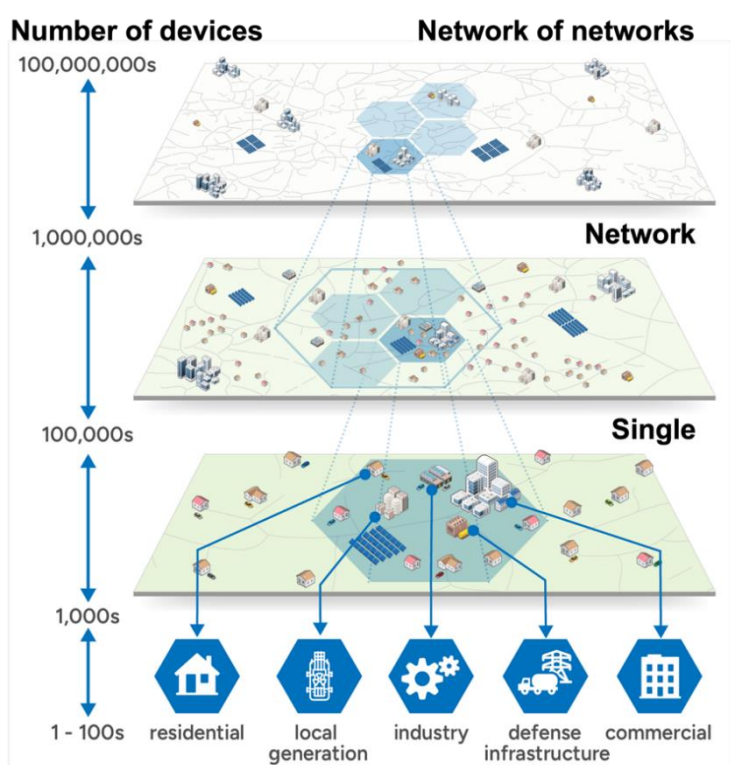 Number of devices
Network of networks
100,000,000s
1,000,000s
Network
100,000s
Single
1,000s
1 - 100s
residential
local
generation
industry
defense
infrastructure
commercial